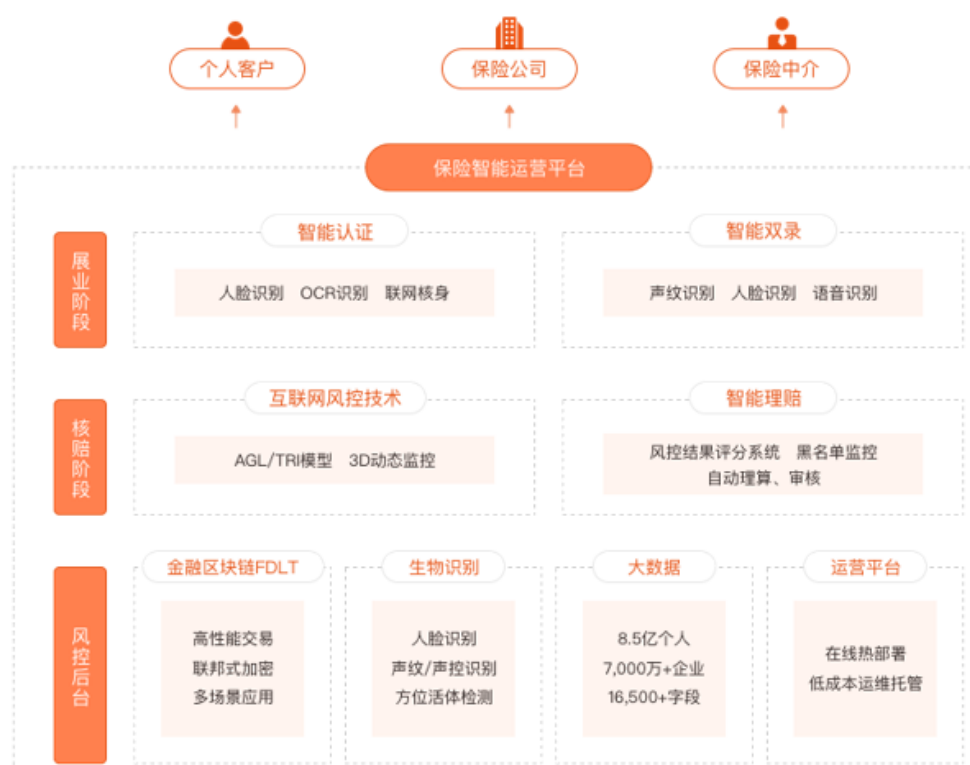 个人客户
保险公司
保险中介
保险智能运营平台
展业阶段
智能认证
人脸识别 OCR识别 联网核身
智能双录
声纹识别 人脸识别 语音识别
核赔阶段
互联网风控技术
AGL/TRI模型 3D动态监控
智能理赔
风控结果评分系统 黑名单监控
自动理算、审核
风控后台
金融区块链FDLT
高性能交易
联邦式加密
多场景应用
生物识别
人脸识别
声纹/声控识别
方位活体检测
大数据
8.5亿个人
7,000万+企业
16,500+字段
运营平台
在线热部署
低成本运维托管